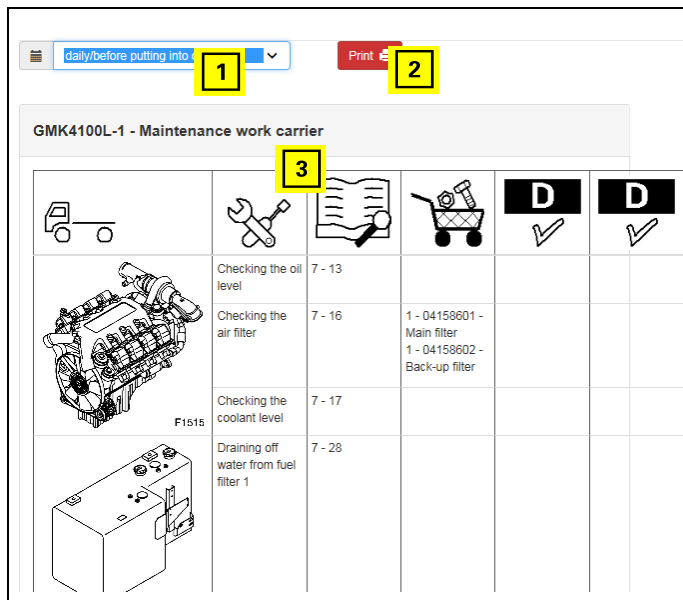 daily/before putting into
1
Print
2
GMK4100L-1 - Maintenance work carrier
3
D
D
Checking the oil level
7 - 13
Checking the air filter
7 - 16
1 - 04158601 -
Main filter
1 - 04158602 -
Back-up filter
Checking the coolant level
7 - 17
F1515
Draining off
water from fuel
filter 1
7 - 28